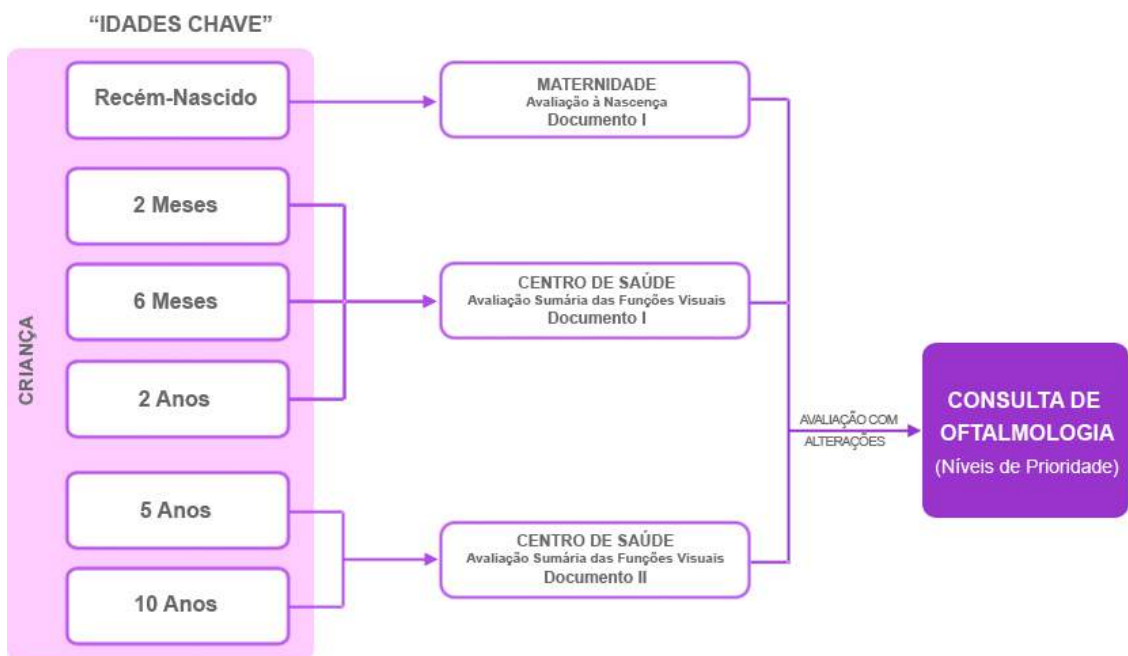 “IDADES CHAVE”
CRIANÇA
Recém-Nascido
2 Meses
6 Meses
2 Anos
5 Anos
10 Anos
MATERNIDADE
Avaliação à Nascença
Documento I
CENTRO DE SAÚDE
Avaliação Sumária das Funções Visuais
Documento I
CENTRO DE SAÚDE
Avaliação Sumária das Funções Visuais
Documento II
AVALIAÇÃO COM
ALTERAÇÕES
CONSULTA DE
OFTALMOLOGIA
(Níveis de Prioridade)